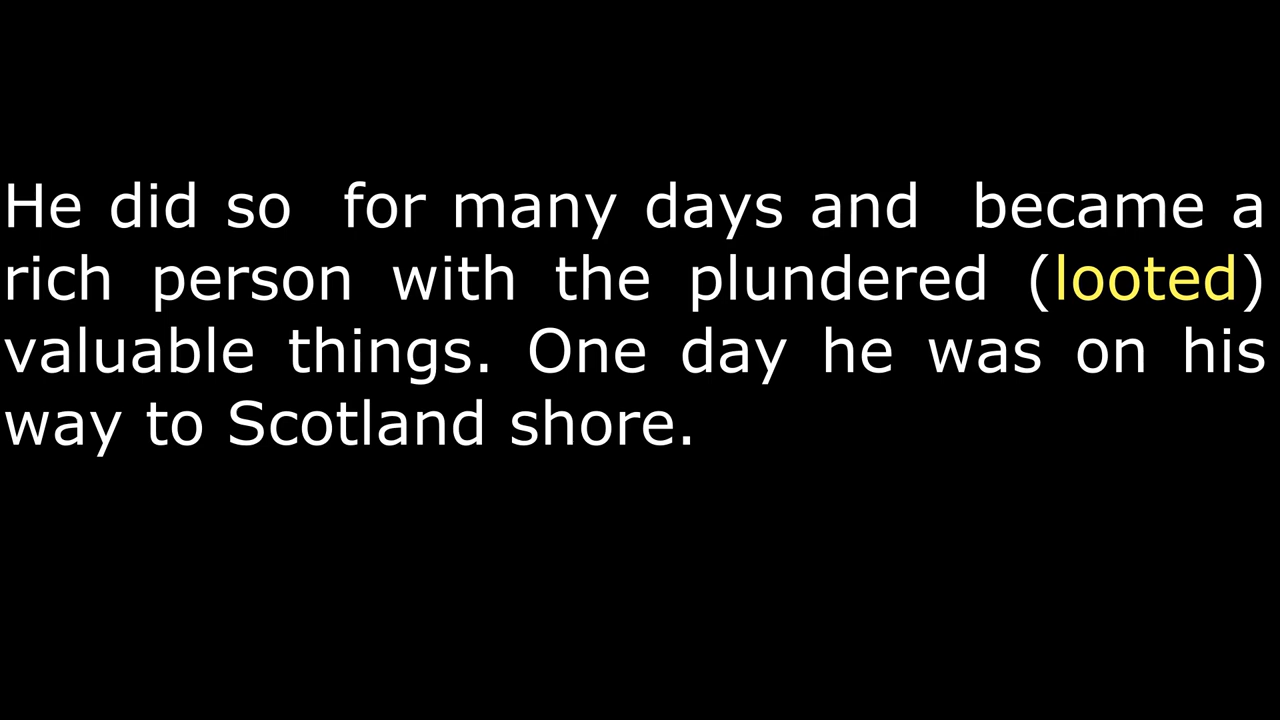 He did so  for many days and  became a
rich person with the plundered (looted)
valuable things. One day he was on his
way to Scotland shore.